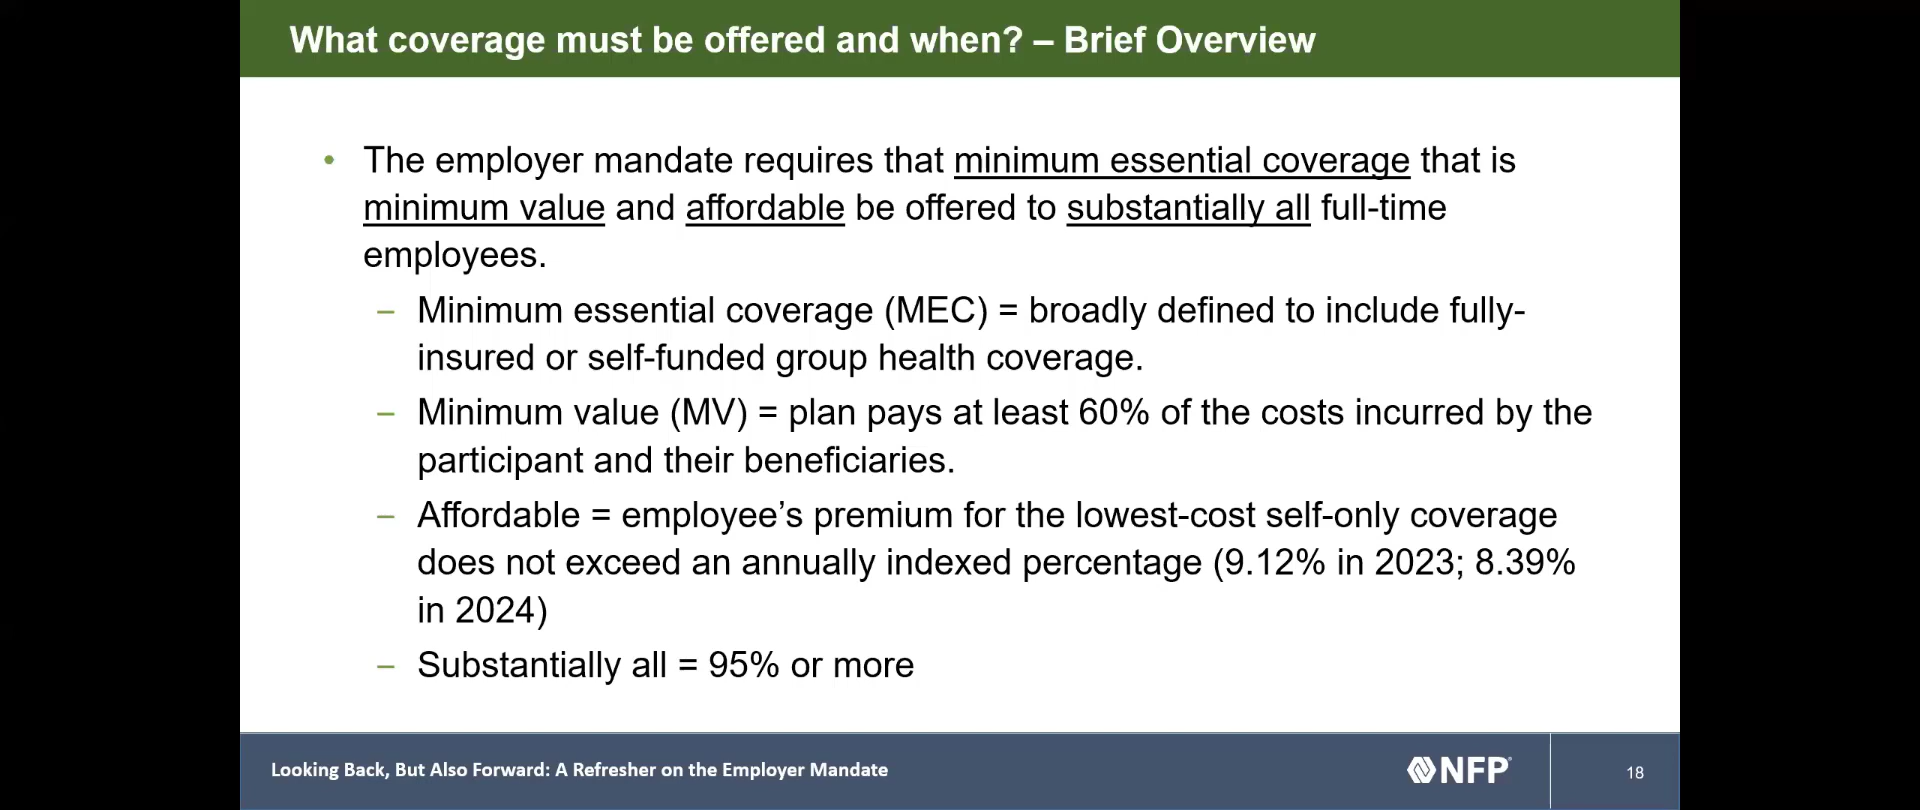 What coverage must be offered and when? – Brief Overview
• The employer mandate requires that minimum essential coverage that is
minimum value and affordable be offered to substantially all full-time
employees.
– Minimum essential coverage (MEC) = broadly defined to include fully-
insured or self-funded group health coverage.
– Minimum value (MV) = plan pays at least 60% of the costs incurred by the
participant and their beneficiaries.
– Affordable = employee’s premium for the lowest-cost self-only coverage
does not exceed an annually indexed percentage (9.12% in 2023; 8.39%
in 2024)
– Substantially all = 95% or more
Looking Back, But Also Forward: A Refresher on the Employer Mandate
NFP
18